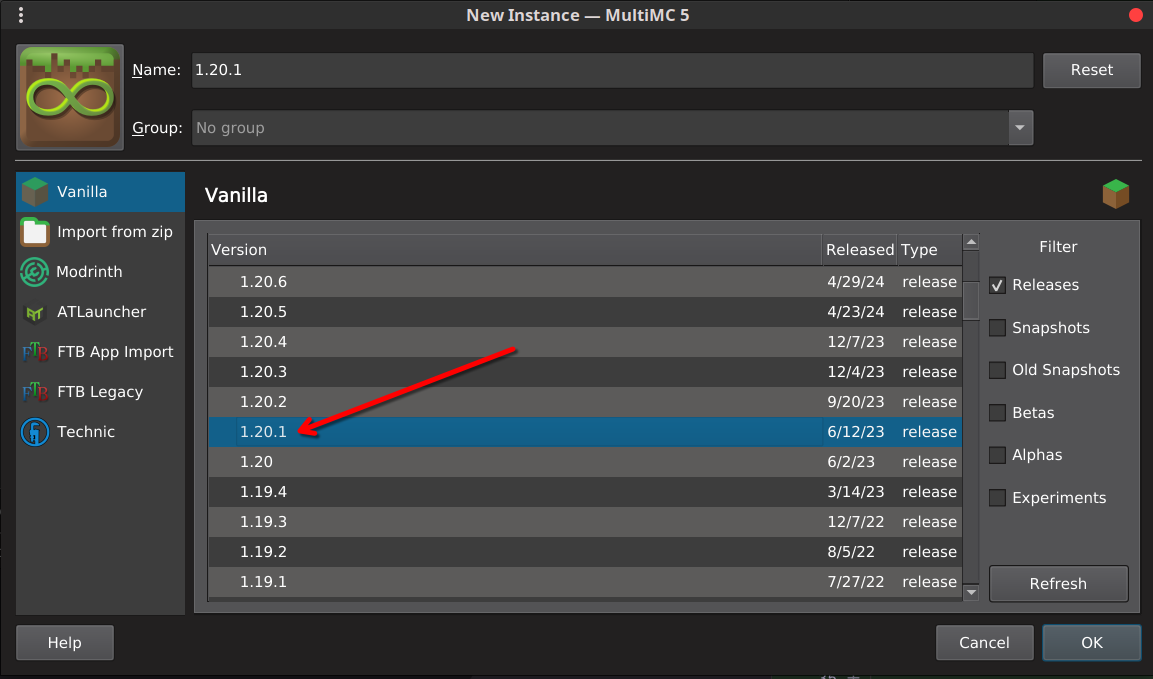 New Instance — MultiMC 5
Name: 1.20.1 Reset
Group: No group
Vanilla
Import from zip
Modrinth
ATLauncher
FTB App Import
FTB Legacy
Technic
Vanilla
Version Released Type
1.20.6 4/29/24 release
1.20.5 4/23/24 release
1.20.4 12/7/23 release
1.20.3 12/4/23 release
1.20.2 9/20/23 release
1.20.1 6/12/23 release
1.20 6/2/23 release
1.19.4 3/14/23 release
1.19.3 12/7/22 release
1.19.2 8/5/22 release
1.19.1 7/27/22 release
Filter
Releases
Snapshots
Old Snapshots
Betas
Alphas
Experiments
Refresh
Help Cancel OK